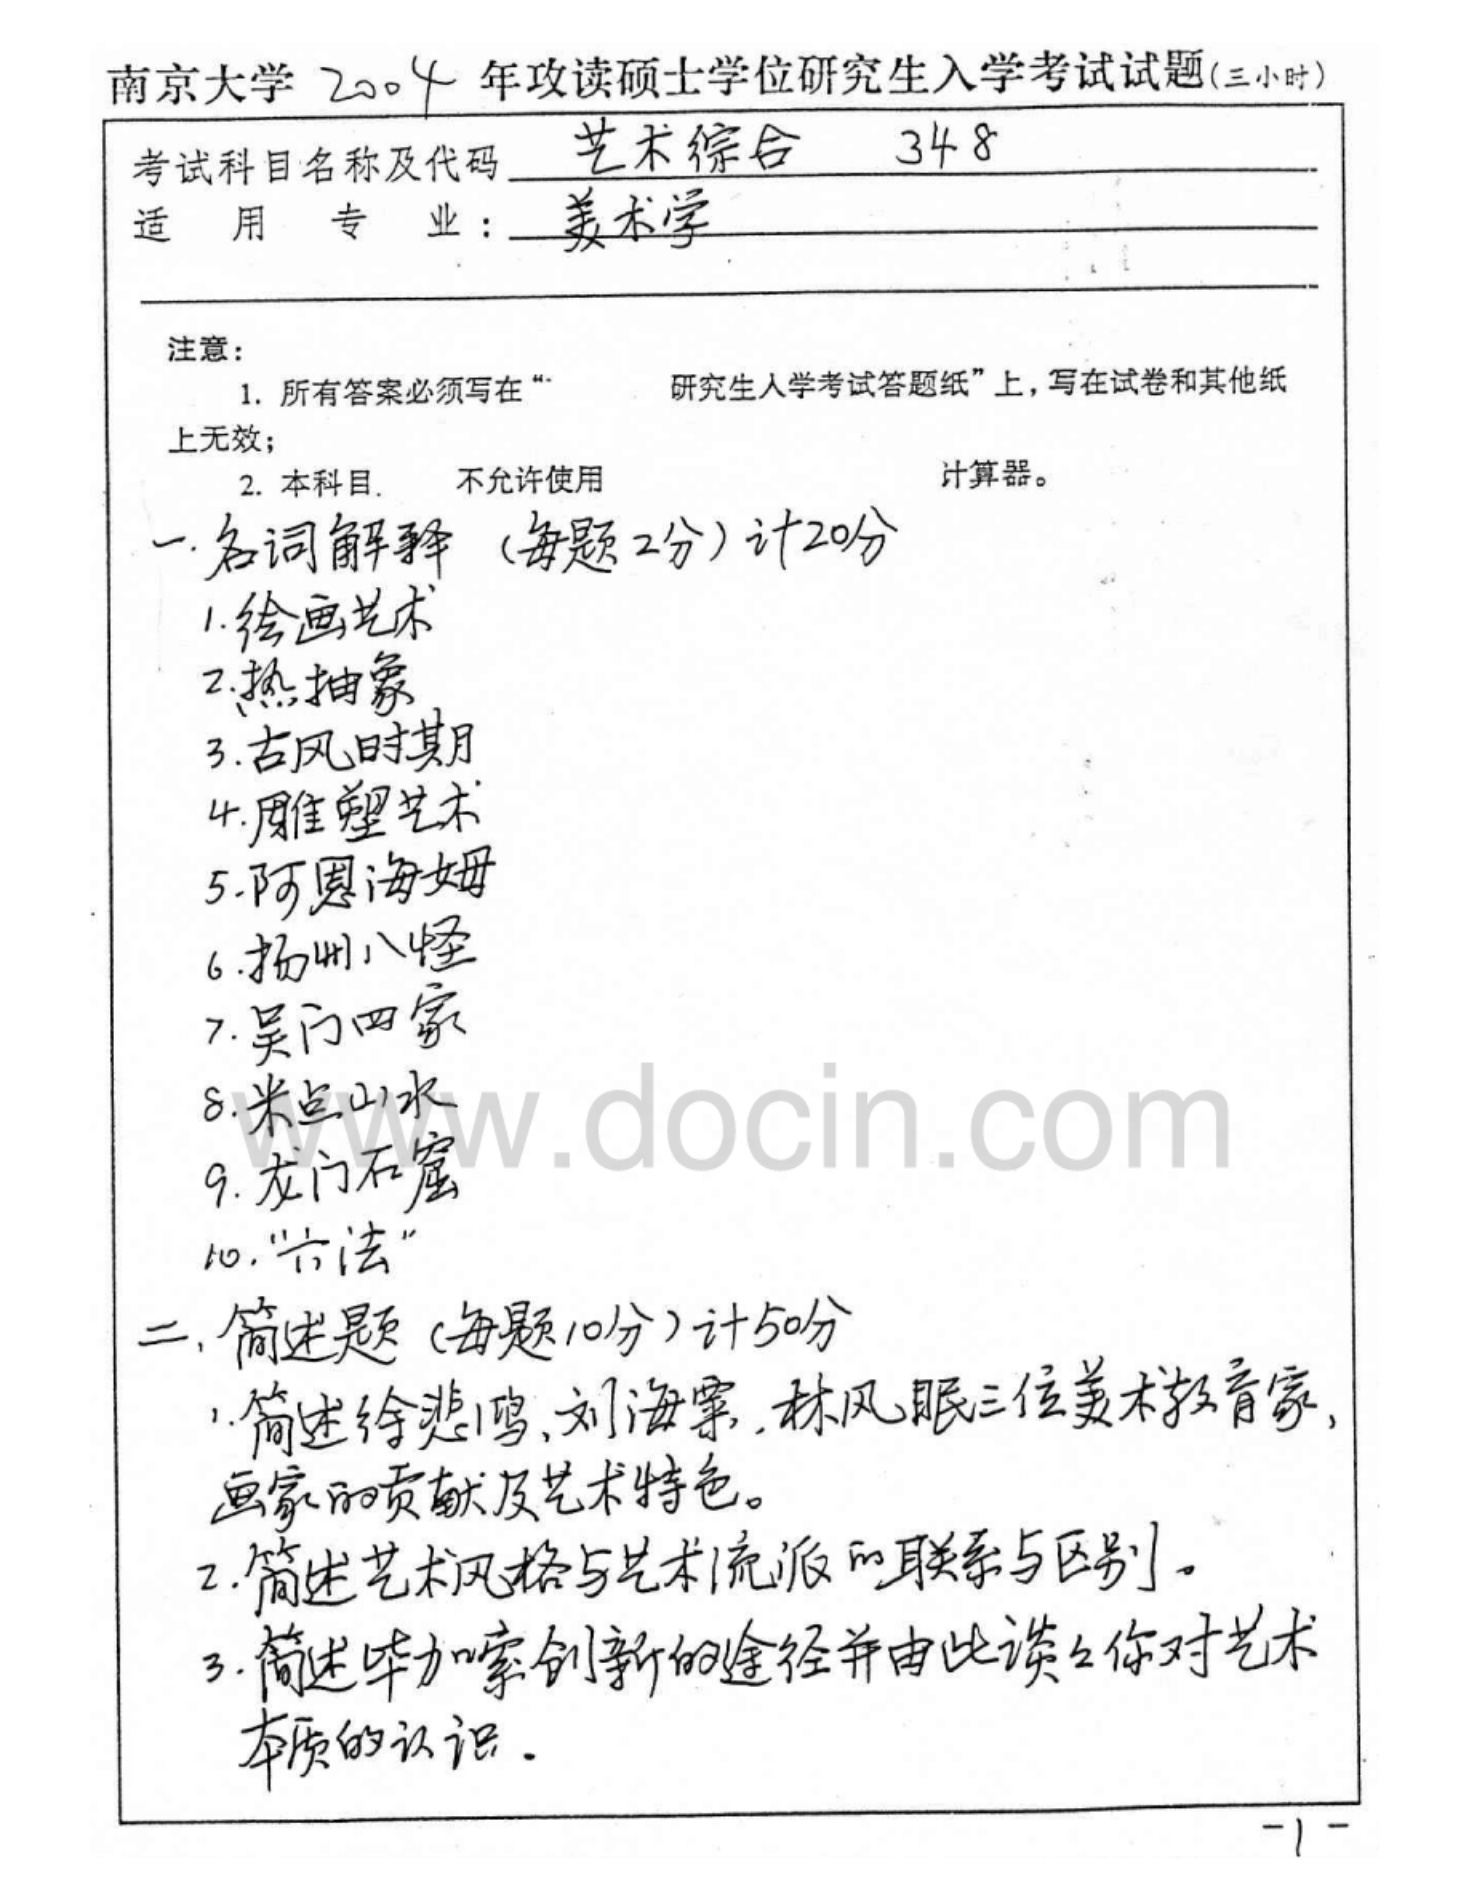 南京大学 2004 年攻读硕士学位研究生入学考试试题(三小时)
考试科目名称及代码 艺术综合 348
适用专业: 美术学
注意:
1. 所有答案必须写在“ 研究生入学考试答题纸”上,写在试卷和其他纸
上无效;
2. 本科目 不允许使用 计算器。
一. 名词解释 (每题2分) 计20分
1. 绘画艺术
2. 热抽象
3. 古风时期
4. 雕塑艺术
5. 阿恩海姆
6. 扬州八怪
7. 吴门四家
8. 米点山水
9. 龙门石窟
10. “六法”
二. 简述题 (每题10分) 计50分
1. 简述徐悲鸿、刘海粟、林风眠三位美术教育家,
画家的贡献及艺术特色。
2. 简述艺术风格与艺术流派的联系与区别。
3. 简述毕加索创新的途径并由此谈々你对艺术
本质的认识.
www.docin.com
-1-